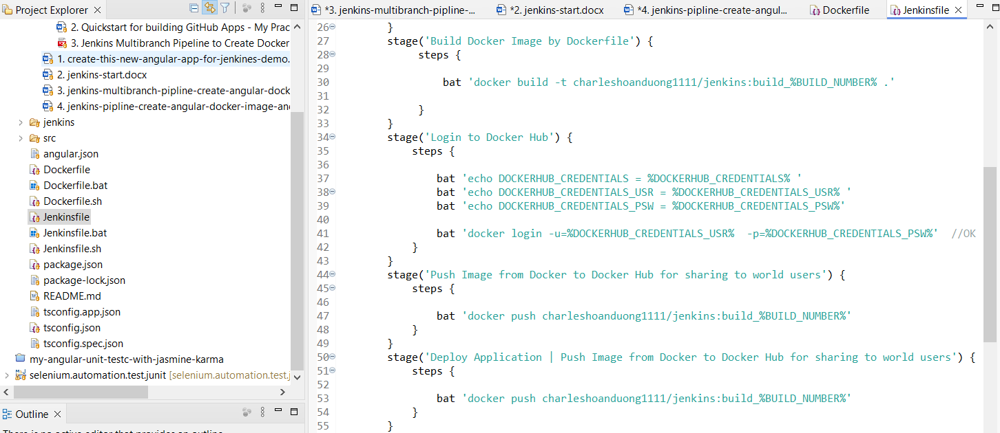 Project Explorer
2. Quickstart for building GitHub Apps - My Prac
3. Jenkins Multibranch Pipeline to Create Docker
1. create-this-new-angular-app-for-jenkines-demo.
2. jenkins-start.docx
3. jenkins-multibranch-pipline-create-angular-dock
4. jenkins-pipline-create-angular-docker-image-an
jenkins
src
angular.json
Dockerfile
Dockerfile.bat
Dockerfile.sh
Jenkinsfile
Jenkinsfile.bat
Jenkinsfile.sh
package.json
package-lock.json
README.md
tsconfig.app.json
tsconfig.json
tsconfig.spec.json
my-angular-unit-testc-with-jasmine-karma
selenium.automation.test.junit [selenium.automation.test.j
Outline
There is no active editor that provides an outline.
*3. jenkins-multibranch-pipline-...
*2. jenkins-start.docx
*4. jenkins-pipline-create-angul...
Dockerfile
Jenkinsfile
26 }
27 stage('Build Docker Image by Dockerfile') {
28 steps {
29
30 bat 'docker build -t charleshoanduong1111/jenkins:build_%BUILD_NUMBER% .'
31
32 }
33 }
34 stage('Login to Docker Hub') {
35 steps {
36
37 bat 'echo DOCKERHUB_CREDENTIALS = %DOCKERHUB_CREDENTIALS% '
38 bat 'echo DOCKERHUB_CREDENTIALS_USR = %DOCKERHUB_CREDENTIALS_USR% '
39 bat 'echo DOCKERHUB_CREDENTIALS_PSW = %DOCKERHUB_CREDENTIALS_PSW%'
40
41 bat 'docker login -u=%DOCKERHUB_CREDENTIALS_USR%  -p=%DOCKERHUB_CREDENTIALS_PSW%'  //OK
42 }
43 }
44 stage('Push Image from Docker to Docker Hub for sharing to world users') {
45 steps {
46
47 bat 'docker push charleshoanduong1111/jenkins:build_%BUILD_NUMBER%'
48 }
49 }
50 stage('Deploy Application | Push Image from Docker to Docker Hub for sharing to world users') {
51 steps {
52
53 bat 'docker push charleshoanduong1111/jenkins:build_%BUILD_NUMBER%'
54 }
55 }